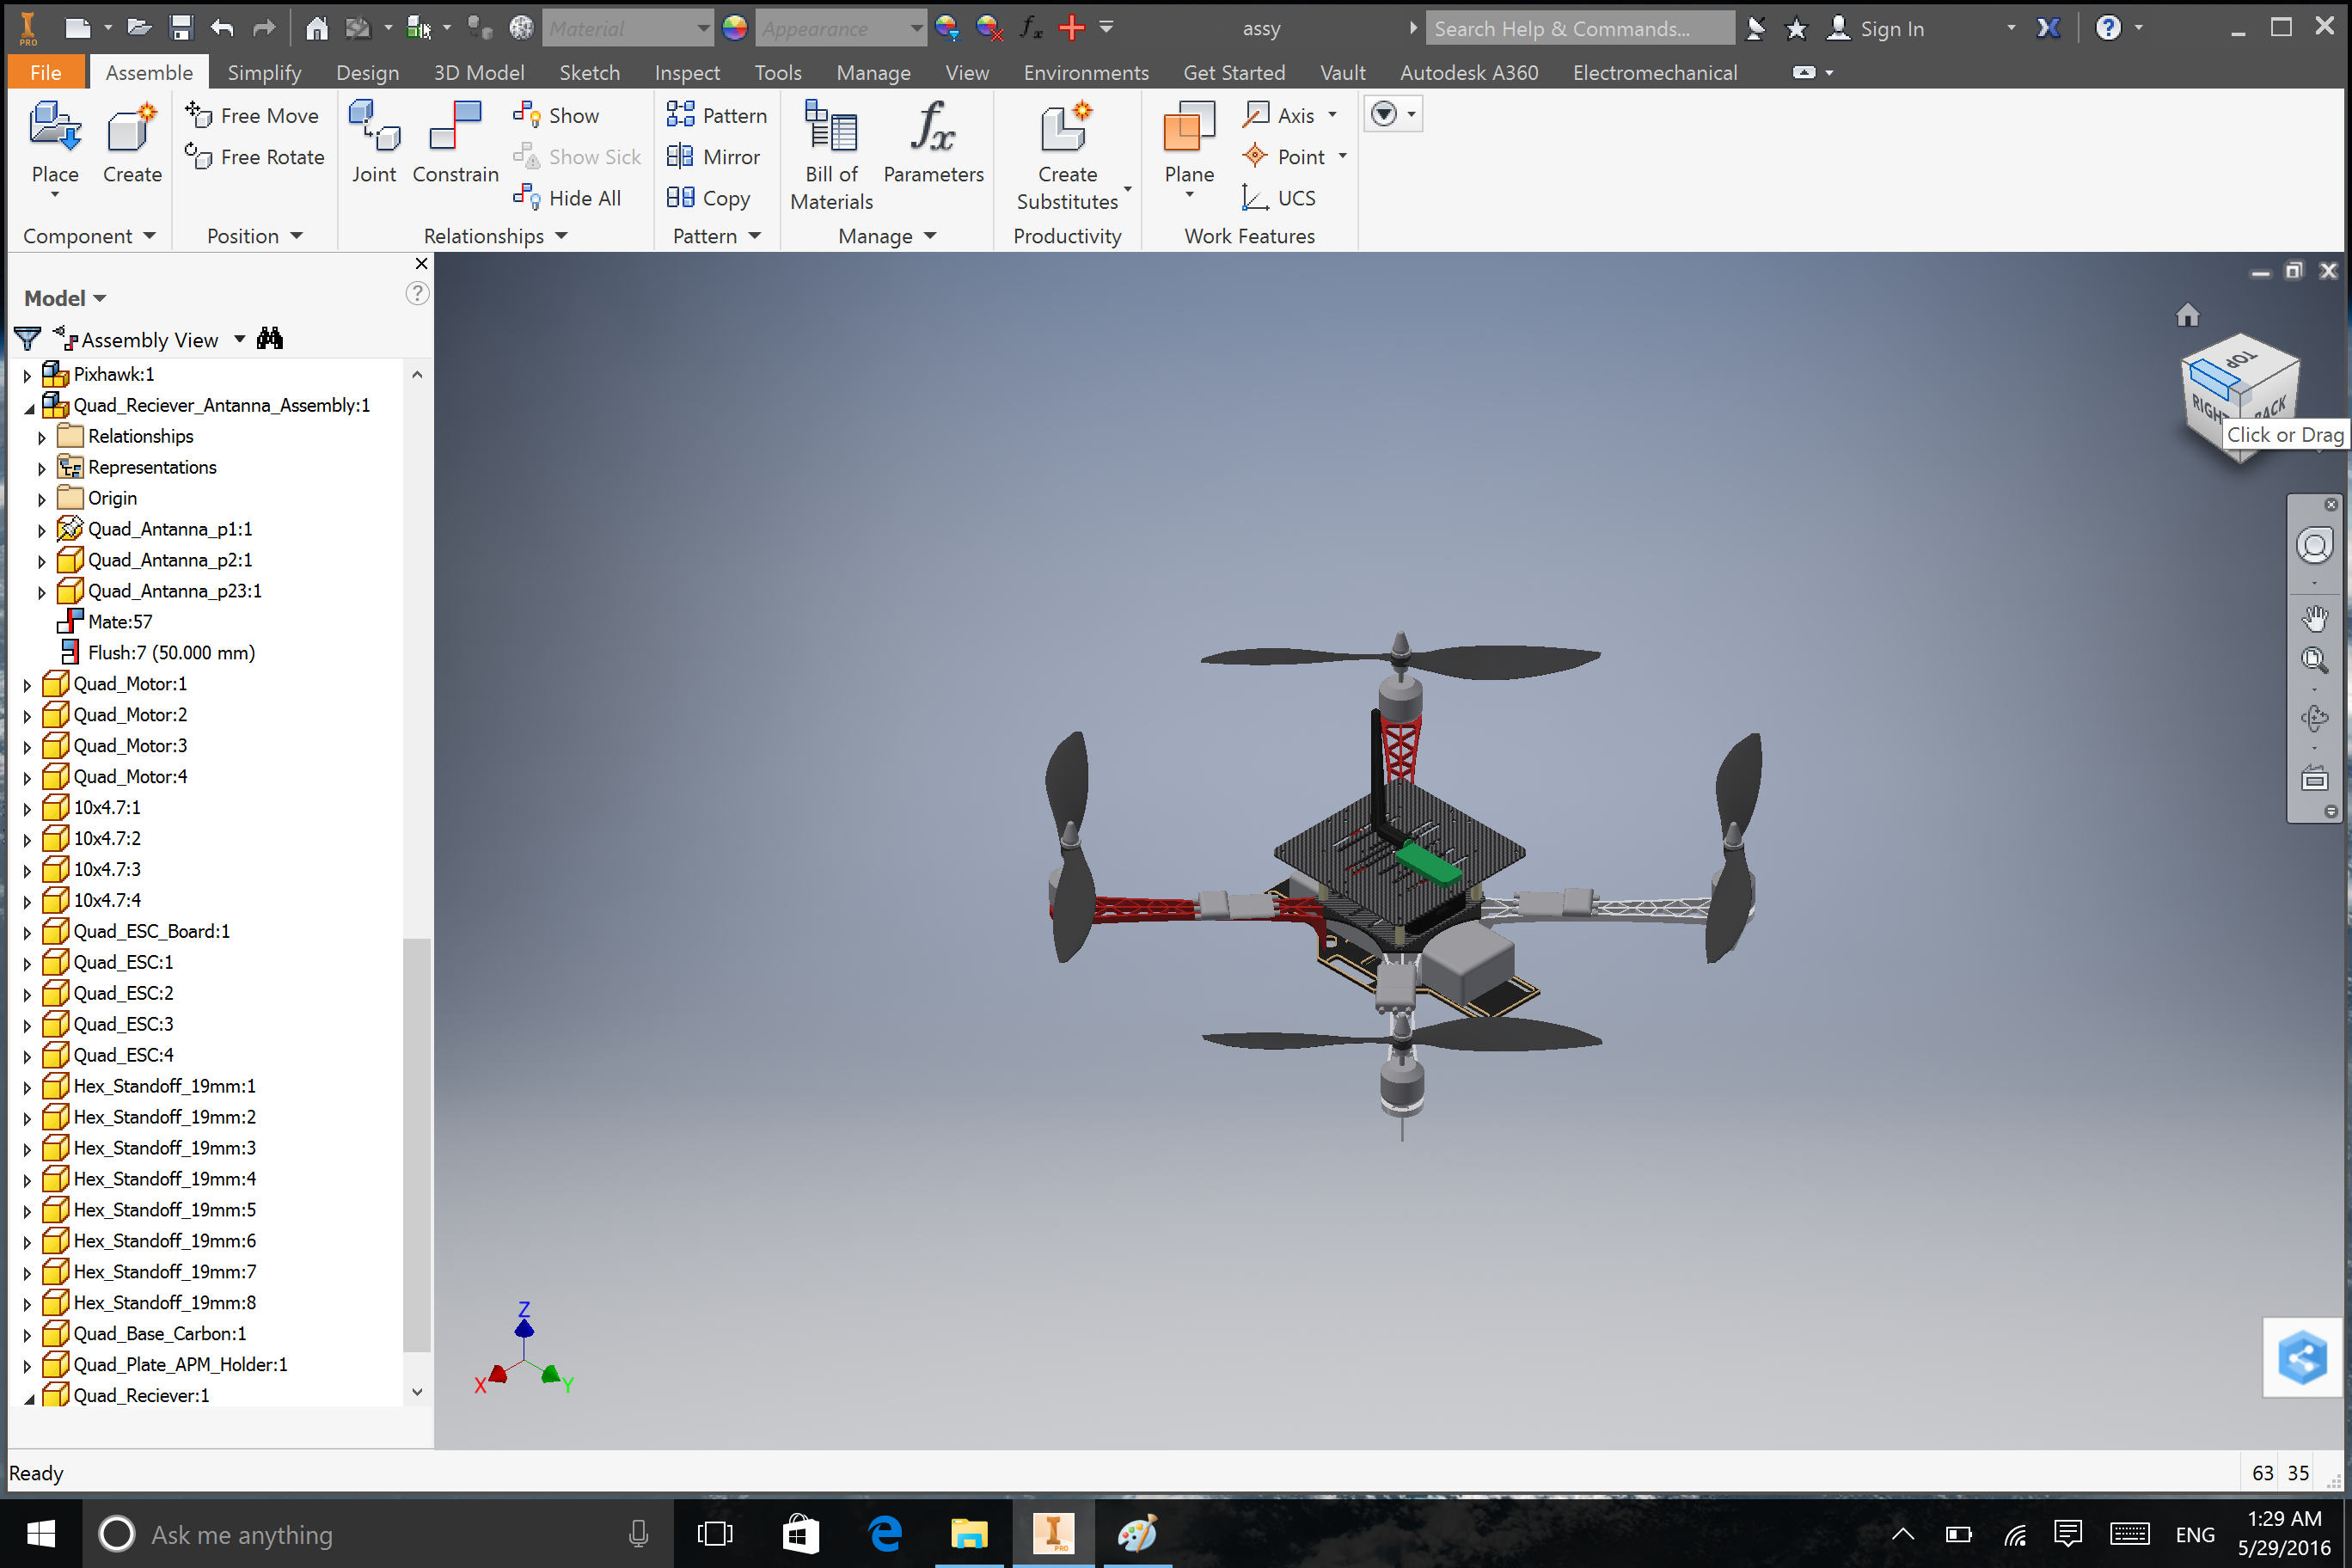 PRO
Material
Appearance
fx
assy
Search Help & Commands...
Sign In
File
Assemble
Simplify
Design
3D Model
Sketch
Inspect
Tools
Manage
View
Environments
Get Started
Vault
Autodesk A360
Electromechanical
Place
Create
Free Move
Free Rotate
Joint
Constrain
Show
Show Sick
Hide All
Pattern
Mirror
Copy
Bill of
Materials
fx
Parameters
Create
Substitutes
Plane
Axis
Point
UCS
Component
Position
Relationships
Pattern
Manage
Productivity
Work Features
Model
Assembly View
Pixhawk:1
Quad_Reciever_Antanna_Assembly:1
Relationships
Representations
Origin
Quad_Antanna_p1:1
Quad_Antanna_p2:1
Quad_Antanna_p23:1
Mate:57
Flush:7 (50.000 mm)
Quad_Motor:1
Quad_Motor:2
Quad_Motor:3
Quad_Motor:4
10x4.7:1
10x4.7:2
10x4.7:3
10x4.7:4
Quad_ESC_Board:1
Quad_ESC:1
Quad_ESC:2
Quad_ESC:3
Quad_ESC:4
Hex_Standoff_19mm:1
Hex_Standoff_19mm:2
Hex_Standoff_19mm:3
Hex_Standoff_19mm:4
Hex_Standoff_19mm:5
Hex_Standoff_19mm:6
Hex_Standoff_19mm:7
Hex_Standoff_19mm:8
Quad_Base_Carbon:1
Quad_Plate_APM_Holder:1
Quad_Reciever:1
TOP
RIGHT
BACK
Click or Drag
Z
X
Y
Ready
63 35
Ask me anything
PRO
ENG
1:29 AM
5/29/2016